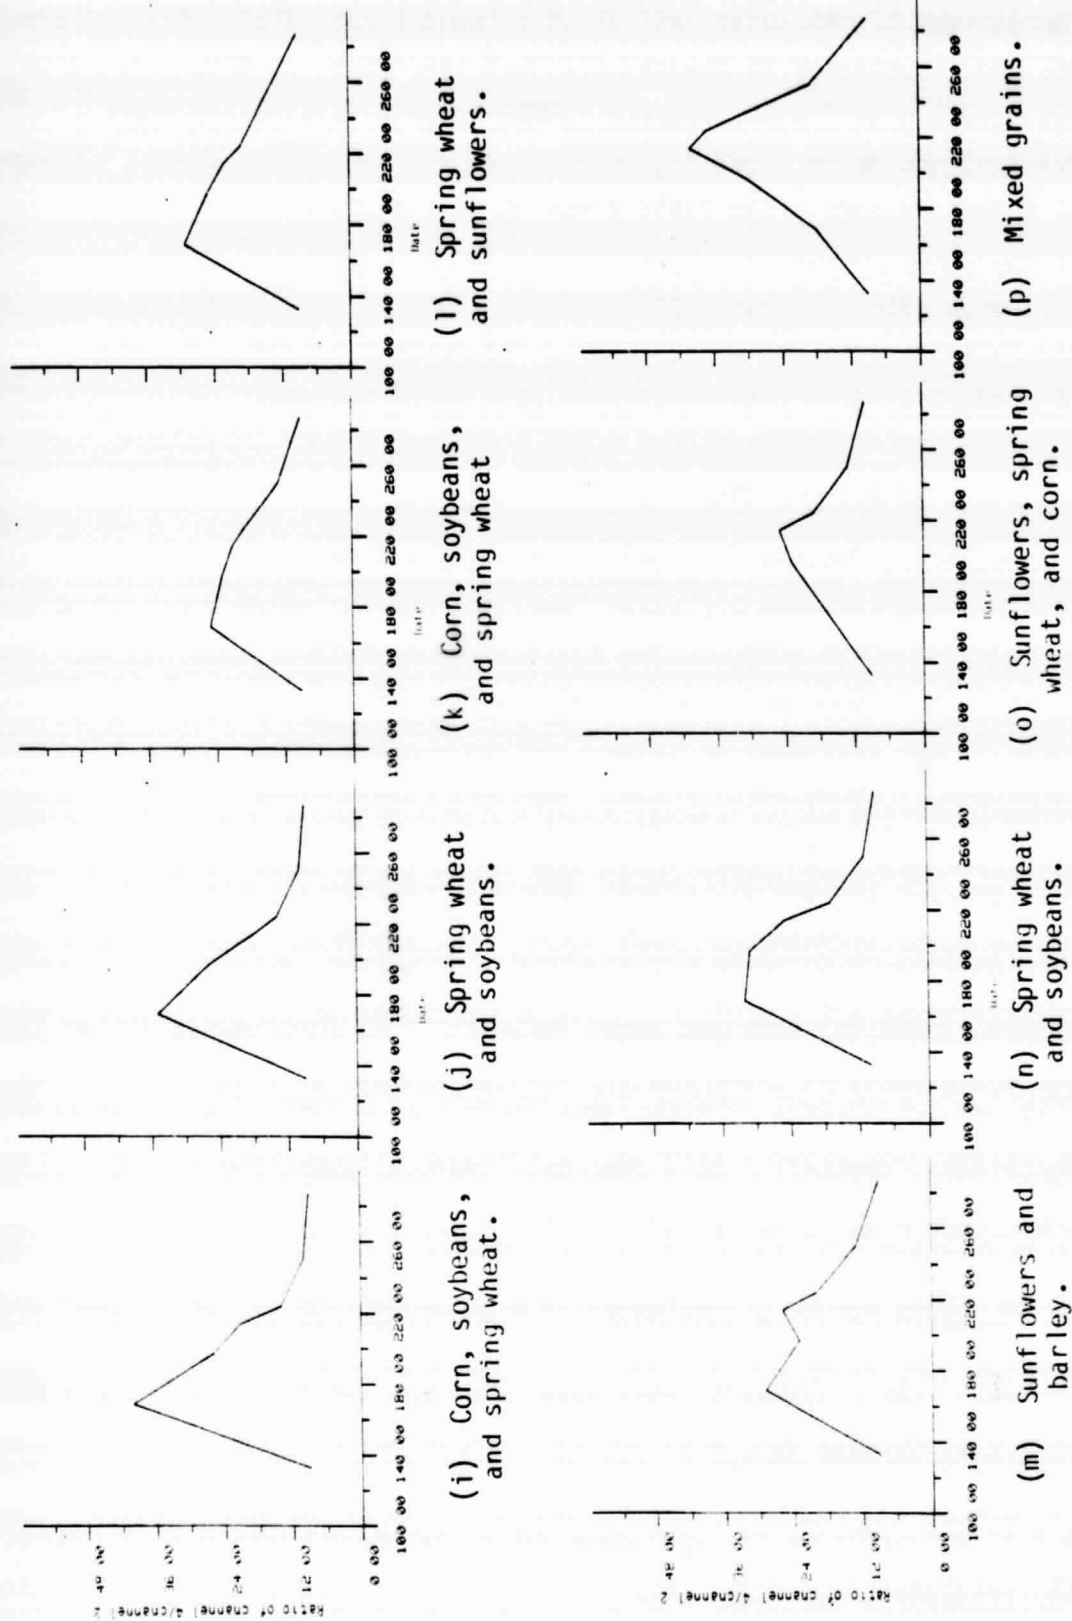 Ratio of channel 4/channel 2
48 00
36 00
24 00
12 00
0 00
100 00 140 00 180 00 220 00 260 00
(i) Corn, soybeans,
and spring wheat.
100 00 140 00 180 00 220 00 260 00
Date
(j) Spring wheat
and soybeans.
100 00 140 00 180 00 220 00 260 00
Date
(k) Corn, soybeans,
and spring wheat
100 00 140 00 180 00 220 00 260 00
Date
(l) Spring wheat
and sunflowers.
Ratio of channel 4/channel 2
48 00
36 00
24 00
12 00
0 00
100 00 140 00 180 00 220 00 260 00
(m) Sunflowers and
barley.
100 00 140 00 180 00 220 00 260 00
Date
(n) Spring wheat
and soybeans.
100 00 140 00 180 00 220 00 260 00
Date
(o) Sunflowers, spring
wheat, and corn.
100 00 140 00 180 00 220 00 260 00
(p) Mixed grains.